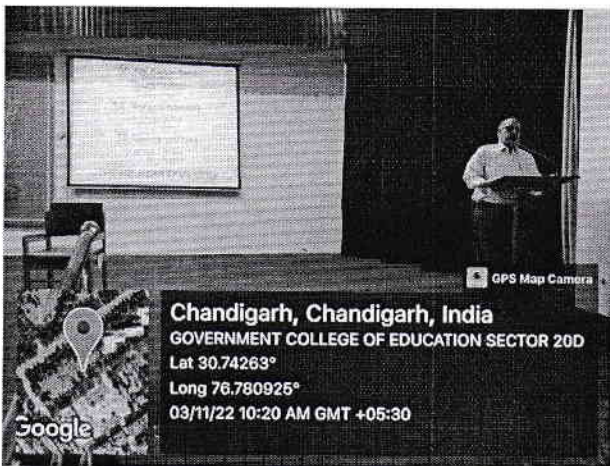 GPS Map Camera
Chandigarh, Chandigarh, India
GOVERNMENT COLLEGE OF EDUCATION SECTOR 20D
Lat 30.74263°
Long 76.780925°
03/11/22 10:20 AM GMT +05:30
Google